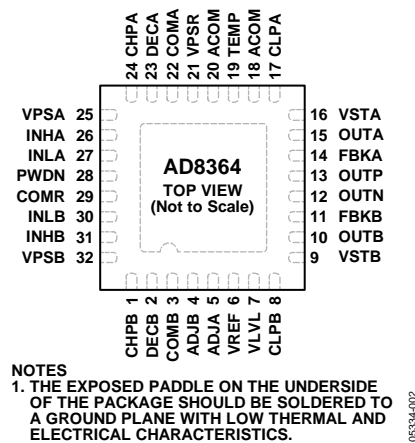 24 CHPA
23 DECA
22 COMA
21 VPSR
20 ACOM
19 TEMP
18 ACOM
17 CLPA
VPSA 25
INHA 26
INLA 27
PWDN 28
COMR 29
INLB 30
INHB 31
VPSB 32
AD8364
TOP VIEW
(Not to Scale)
16 VSTA
15 OUTA
14 FBKA
13 OUTP
12 OUTN
11 FBKB
10 OUTB
9 VSTB
CHPB 1
DECB 2
COMB 3
ADJB 4
ADJA 5
VREF 6
VLVL 7
CLPB 8
NOTES
1. THE EXPOSED PADDLE ON THE UNDERSIDE
OF THE PACKAGE SHOULD BE SOLDERED TO
A GROUND PLANE WITH LOW THERMAL AND
ELECTRICAL CHARACTERISTICS.
05334-002